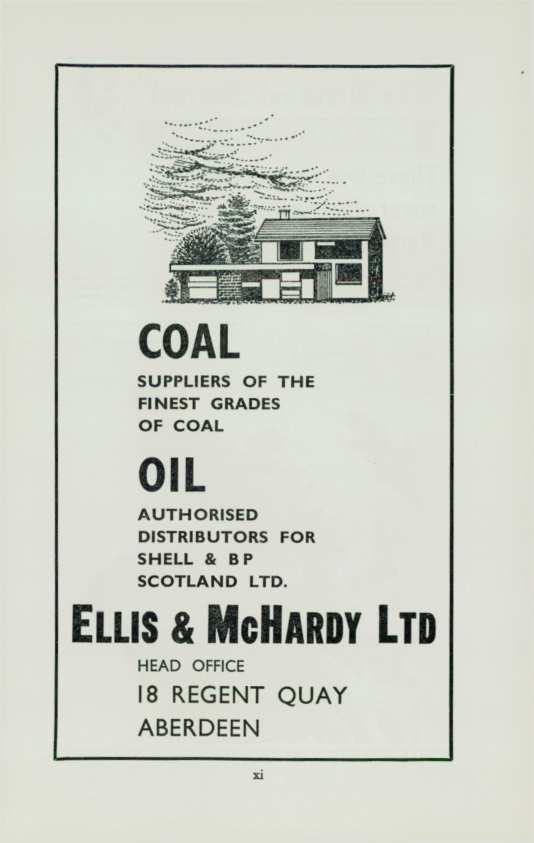 COAL
SUPPLIERS OF THE
FINEST GRADES
OF COAL
OIL
AUTHORISED
DISTRIBUTORS FOR
SHELL & BP
SCOTLAND LTD.
ELLIS & MCHARDY LTD
HEAD OFFICE
18 REGENT QUAY
ABERDEEN
xi